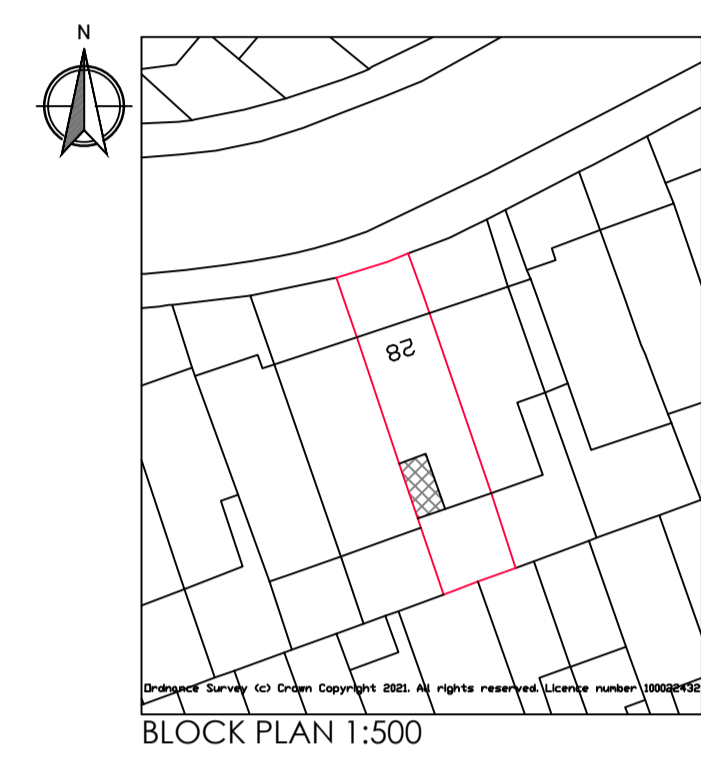 N
28
Ordnance Survey (c) Crown Copyright 2021. All rights reserved. Licence number 100022432
BLOCK PLAN 1:500